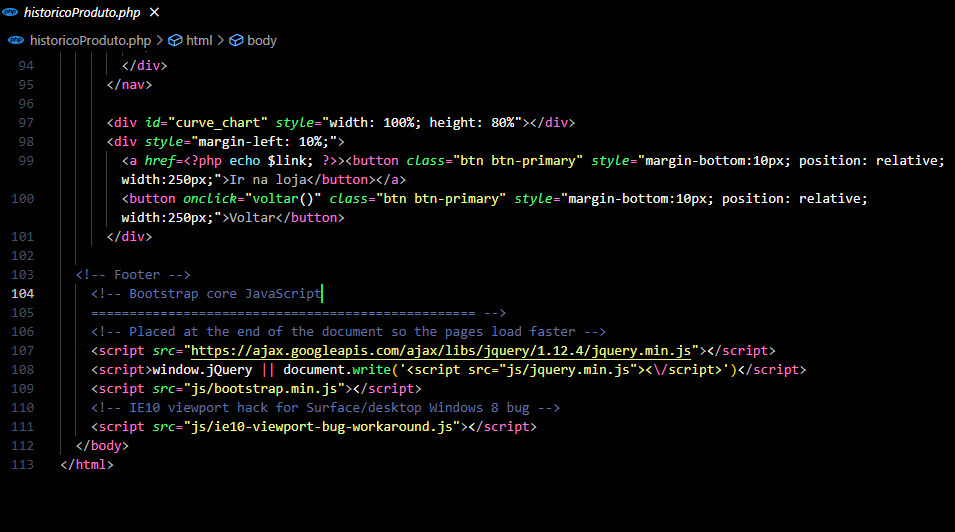 historicoProduto.php ×
historicoProduto.php > html > body
94 </div>
95 </nav>
96
97 <div id="curve_chart" style="width: 100%; height: 80%"></div>
98 <div style="margin-left: 10%;">
99 <a href=<?php echo $link; ?>><button class="btn btn-primary" style="margin-bottom:10px; position: relative;
width:250px;">Ir na loja</button></a>
100 <button onclick="voltar()" class="btn btn-primary" style="margin-bottom:10px; position: relative;
width:250px;">Voltar</button>
101 </div>
102
103 <!-- Footer -->
104 <!-- Bootstrap core JavaScript
105 ================================================== -->
106 <!-- Placed at the end of the document so the pages load faster -->
107 <script src="https://ajax.googleapis.com/ajax/libs/jquery/1.12.4/jquery.min.js"></script>
108 <script>window.jQuery || document.write('<script src="js/jquery.min.js"><\/script>')</script>
109 <script src="js/bootstrap.min.js"></script>
110 <!-- IE10 viewport hack for Surface/desktop Windows 8 bug -->
111 <script src="js/ie10-viewport-bug-workaround.js"></script>
112 </body>
113 </html>